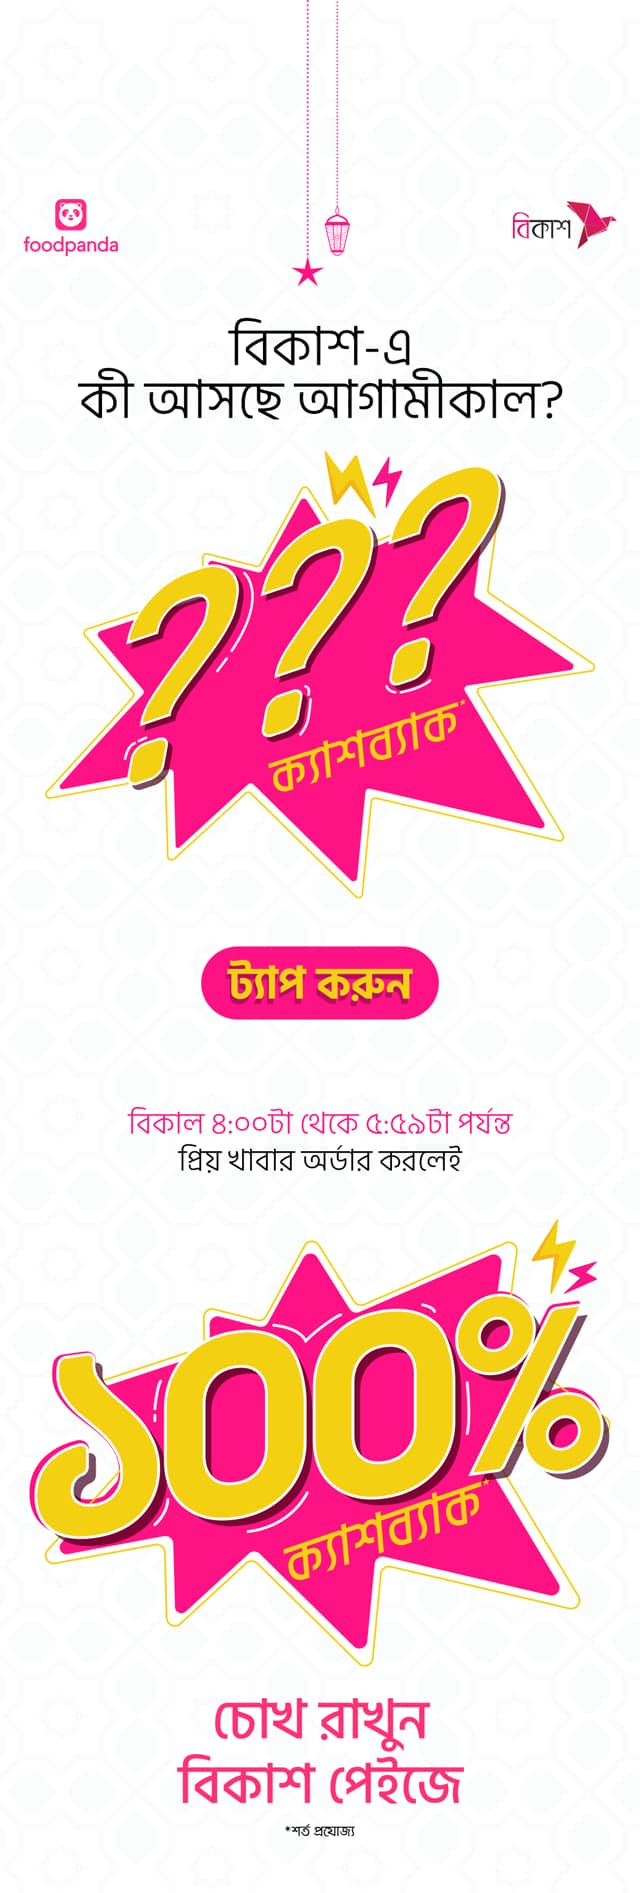 foodpanda
বিকাশ
বিকাশ-এ
কী আসছে আগামীকাল?
???
ক্যাশব্যাক*
ট্যাপ করুন
বিকাল ৪:০০টা থেকে ৫:৫৯টা পর্যন্ত
প্রিয় খাবার অর্ডার করলেই
১০০%
ক্যাশব্যাক*
চোখ রাখুন
বিকাশ পেইজে
*শর্ত প্রযোজ্য